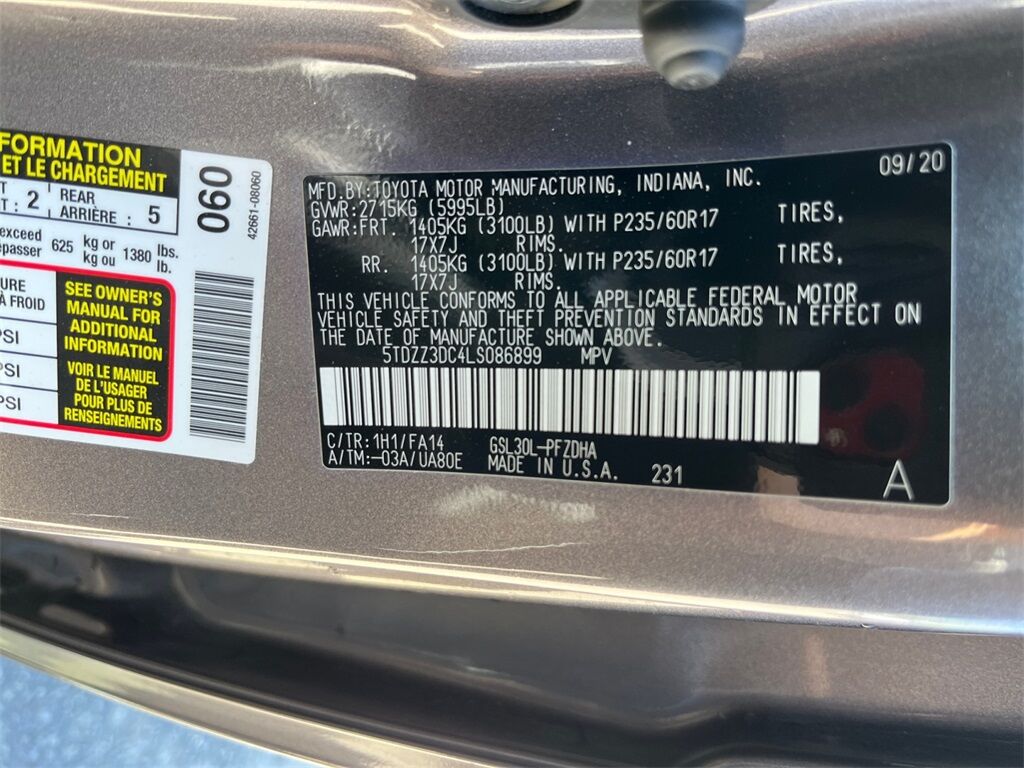 FORMATION
ET LE CHARGEMENT
T : 2 REAR ARRIÈRE : 5
exceed
passer 625 kg or kg ou 1380 lbs. lb.
URE
À FROID
PSI
PSI
PSI
SEE OWNER'S
MANUAL FOR
ADDITIONAL
INFORMATION
VOIR LE MANUEL
DE L'USAGER
POUR PLUS DE
RENSEIGNEMENTS
060
42661-08060
09/20
MFD.BY:TOYOTA MOTOR MANUFACTURING, INDIANA, INC.
GVWR:2715KG (5995LB)
GAWR:FRT. 1405KG (3100LB) WITH P235/60R17 TIRES,
17X7J RIMS.
RR. 1405KG (3100LB) WITH P235/60R17 TIRES,
17X7J RIMS.
THIS VEHICLE CONFORMS TO ALL APPLICABLE FEDERAL MOTOR
VEHICLE SAFETY AND THEFT PREVENTION STANDARDS IN EFFECT ON
THE DATE OF MANUFACTURE SHOWN ABOVE.
5TDZZ3DC4LS086899 MPV
C/TR:1H1/FA14 GSL30L-PFZDHA
A/TM:-03A/UA80E MADE IN U.S.A. 231
A